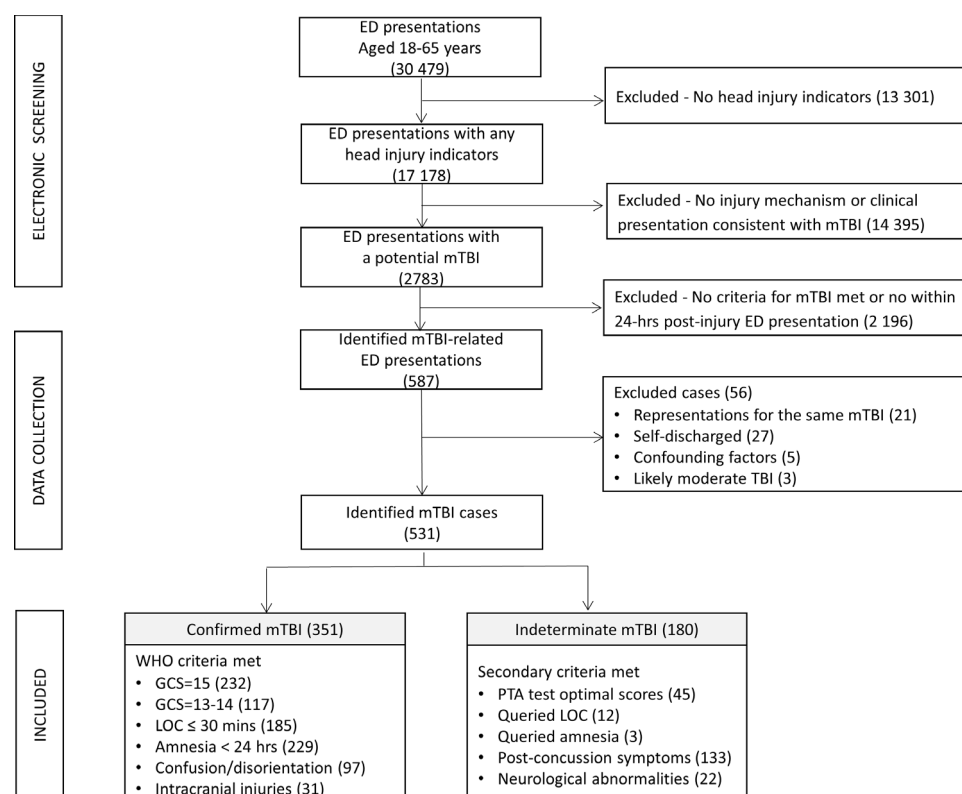 ELECTRONIC SCREENING
ED presentations
Aged 18-65 years
(30 479)
Excluded - No head injury indicators (13 301)
ED presentations with any
head injury indicators
(17 178)
Excluded - No injury mechanism or clinical
presentation consistent with mTBI (14 395)
ED presentations with
a potential mTBI
(2783)
Excluded - No criteria for mTBI met or no within
24-hrs post-injury ED presentation (2 196)
DATA COLLECTION
Identified mTBI-related
ED presentations
(587)
Excluded cases (56)
• Representations for the same mTBI (21)
• Self-discharged (27)
• Confounding factors (5)
• Likely moderate TBI (3)
Identified mTBI cases
(531)
INCLUDED
Confirmed mTBI (351)
WHO criteria met
• GCS=15 (232)
• GCS=13-14 (117)
• LOC ≤ 30 mins (185)
• Amnesia < 24 hrs (229)
• Confusion/disorientation (97)
• Intracranial injuries (31)
Indeterminate mTBI (180)
Secondary criteria met
• PTA test optimal scores (45)
• Queried LOC (12)
• Queried amnesia (3)
• Post-concussion symptoms (133)
• Neurological abnormalities (22)